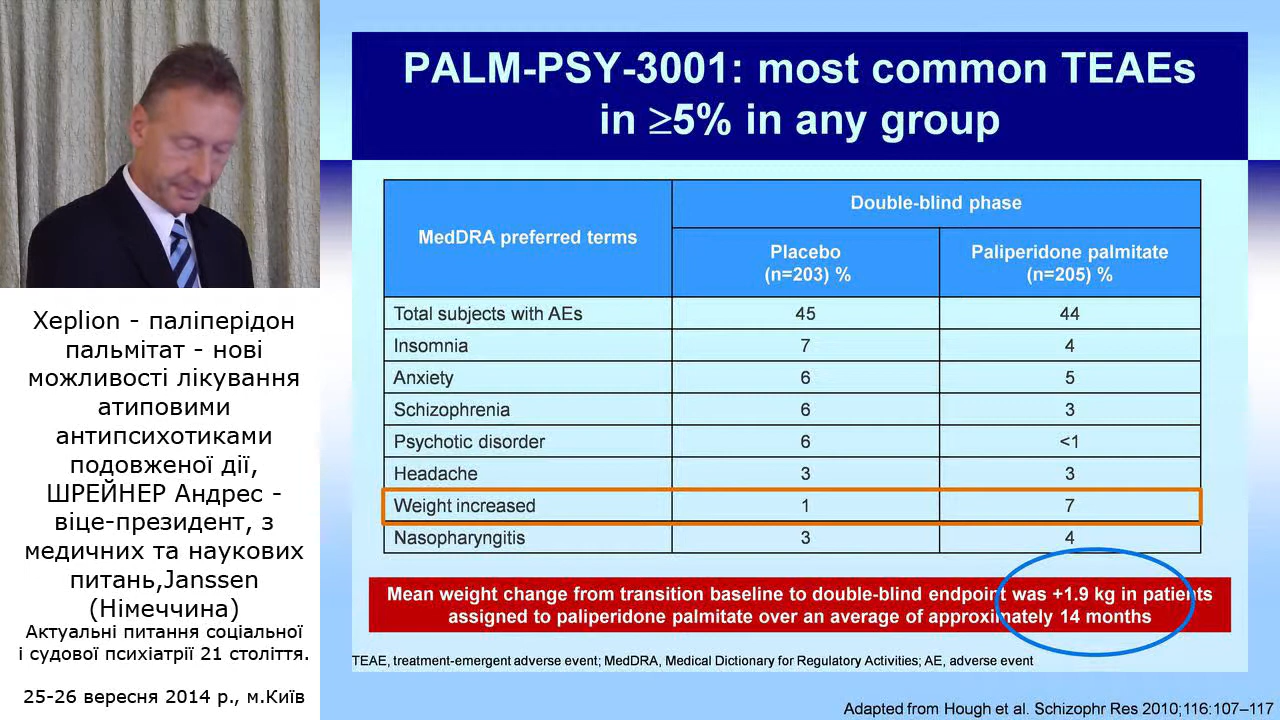 PALM-PSY-3001: most common TEAEs
in ≥5% in any group
MedDRA preferred terms
Double-blind phase
Placebo
(n=203) %
Paliperidone palmitate
(n=205) %
Total subjects with AEs 45 44
Insomnia 7 4
Anxiety 6 5
Schizophrenia 6 3
Psychotic disorder 6 <1
Headache 3 3
Weight increased 1 7
Nasopharyngitis 3 4
Mean weight change from transition baseline to double-blind endpoint was +1.9 kg in patients
assigned to paliperidone palmitate over an average of approximately 14 months
TEAE, treatment-emergent adverse event; MedDRA, Medical Dictionary for Regulatory Activities; AE, adverse event
Adapted from Hough et al. Schizophr Res 2010;116:107–117
Xeplion - паліперідон
пальмітат - нові
можливості лікування
атиповими
антипсихотиками
подовженої дії,
ШРЕЙНЕР Андрес -
віце-президент, з
медичних та наукових
питань,Janssen
(Німеччина)
Актуальні питання соціальної
і судової психіатрії 21 століття.
25-26 вересня 2014 р., м.Київ